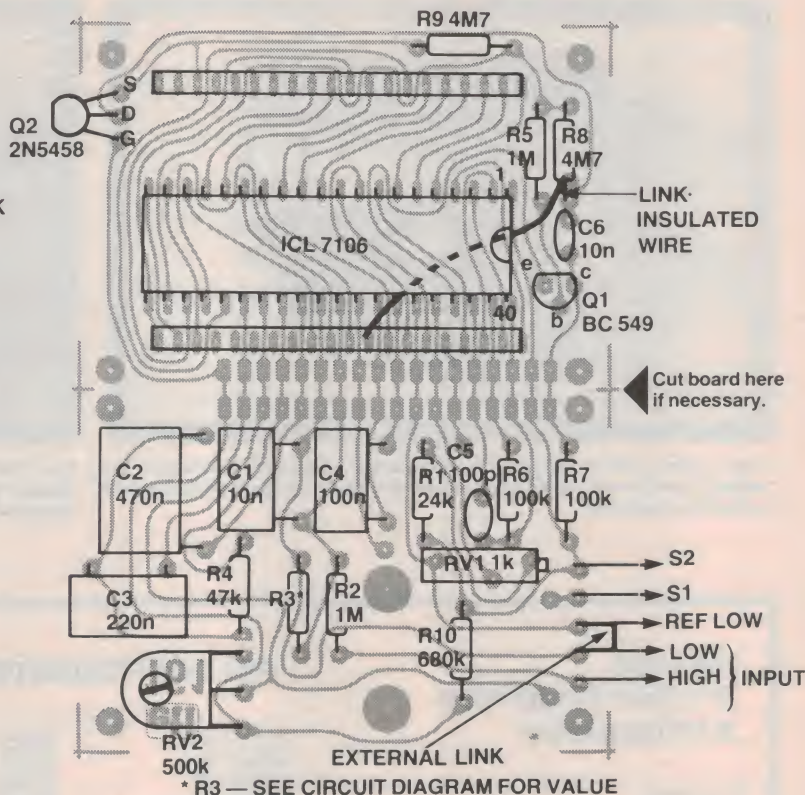 R9 4M7
S
D
G
Q2
2N5458
R5
1M
R8
4M7
1
K
LINK
INSULATED
WIRE
ICL 7106
C6
10n
e
c
b
Q1
BC 549
40
Cut board here
if necessary.
C2
470n
C1
10n
C4
100n
C5
100p
R1
24k
R6
100k
R7
100k
RV1 1k
S2
S1
REF LOW
LOW
HIGH
INPUT
C3
220n
R4
47k
R3*
R2
1M
R10
680k
RV2
500k
EXTERNAL LINK
* R3 — SEE CIRCUIT DIAGRAM FOR VALUE